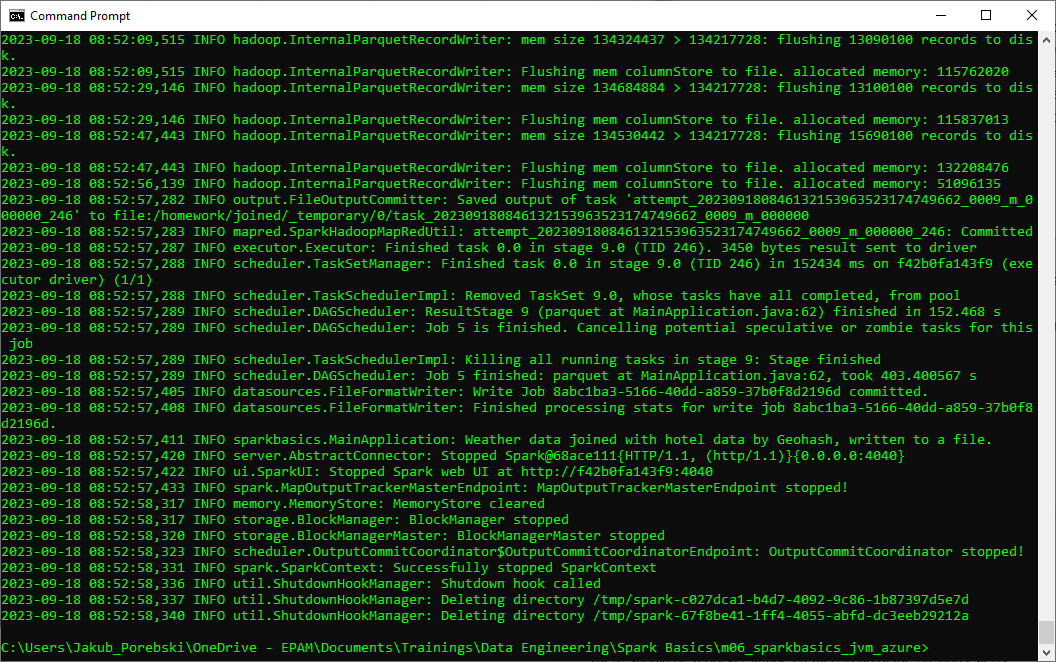 Command Prompt
2023-09-18 08:52:09,515 INFO hadoop.InternalParquetRecordWriter: mem size 134324437 > 134217728: flushing 13090100 records to dis
k.
2023-09-18 08:52:09,515 INFO hadoop.InternalParquetRecordWriter: Flushing mem columnStore to file. allocated memory: 115762020
2023-09-18 08:52:29,146 INFO hadoop.InternalParquetRecordWriter: mem size 134684884 > 134217728: flushing 13100100 records to dis
k.
2023-09-18 08:52:29,146 INFO hadoop.InternalParquetRecordWriter: Flushing mem columnStore to file. allocated memory: 115837013
2023-09-18 08:52:47,443 INFO hadoop.InternalParquetRecordWriter: mem size 134530442 > 134217728: flushing 15690100 records to dis
k.
2023-09-18 08:52:47,443 INFO hadoop.InternalParquetRecordWriter: Flushing mem columnStore to file. allocated memory: 132208476
2023-09-18 08:52:56,139 INFO hadoop.InternalParquetRecordWriter: Flushing mem columnStore to file. allocated memory: 51096135
2023-09-18 08:52:57,282 INFO output.FileOutputCommitter: Saved output of task 'attempt_202309180846132153963523174749662_0009_m_0
00000_246' to file:/homework/joined/_temporary/0/task_202309180846132153963523174749662_0009_m_000000
2023-09-18 08:52:57,283 INFO mapred.SparkHadoopMapRedUtil: attempt_202309180846132153963523174749662_0009_m_000000_246: Committed
2023-09-18 08:52:57,287 INFO executor.Executor: Finished task 0.0 in stage 9.0 (TID 246). 3450 bytes result sent to driver
2023-09-18 08:52:57,288 INFO scheduler.TaskSetManager: Finished task 0.0 in stage 9.0 (TID 246) in 152434 ms on f42b0fa143f9 (exe
cutor driver) (1/1)
2023-09-18 08:52:57,288 INFO scheduler.TaskSchedulerImpl: Removed TaskSet 9.0, whose tasks have all completed, from pool
2023-09-18 08:52:57,289 INFO scheduler.DAGScheduler: ResultStage 9 (parquet at MainApplication.java:62) finished in 152.468 s
2023-09-18 08:52:57,289 INFO scheduler.DAGScheduler: Job 5 is finished. Cancelling potential speculative or zombie tasks for this
 job
2023-09-18 08:52:57,289 INFO scheduler.TaskSchedulerImpl: Killing all running tasks in stage 9: Stage finished
2023-09-18 08:52:57,289 INFO scheduler.DAGScheduler: Job 5 finished: parquet at MainApplication.java:62, took 403.400567 s
2023-09-18 08:52:57,405 INFO datasources.FileFormatWriter: Write Job 8abc1ba3-5166-40dd-a859-37b0f8d2196d committed.
2023-09-18 08:52:57,408 INFO datasources.FileFormatWriter: Finished processing stats for write job 8abc1ba3-5166-40dd-a859-37b0f8
d2196d.
2023-09-18 08:52:57,411 INFO sparkbasics.MainApplication: Weather data joined with hotel data by Geohash, written to a file.
2023-09-18 08:52:57,420 INFO server.AbstractConnector: Stopped Spark@68ace111{HTTP/1.1, (http/1.1)}{0.0.0.0:4040}
2023-09-18 08:52:57,422 INFO ui.SparkUI: Stopped Spark web UI at http://f42b0fa143f9:4040
2023-09-18 08:52:57,433 INFO spark.MapOutputTrackerMasterEndpoint: MapOutputTrackerMasterEndpoint stopped!
2023-09-18 08:52:58,317 INFO memory.MemoryStore: MemoryStore cleared
2023-09-18 08:52:58,317 INFO storage.BlockManager: BlockManager stopped
2023-09-18 08:52:58,320 INFO storage.BlockManagerMaster: BlockManagerMaster stopped
2023-09-18 08:52:58,323 INFO scheduler.OutputCommitCoordinator$OutputCommitCoordinatorEndpoint: OutputCommitCoordinator stopped!
2023-09-18 08:52:58,331 INFO spark.SparkContext: Successfully stopped SparkContext
2023-09-18 08:52:58,336 INFO util.ShutdownHookManager: Shutdown hook called
2023-09-18 08:52:58,337 INFO util.ShutdownHookManager: Deleting directory /tmp/spark-c027dca1-b4d7-4092-9c86-1b87397d5e7d
2023-09-18 08:52:58,340 INFO util.ShutdownHookManager: Deleting directory /tmp/spark-67f8be41-1ff4-4055-abfd-dc3eeb29212a
C:\Users\Jakub_Porebski\OneDrive - EPAM\Documents\Trainings\Data Engineering\Spark Basics\m06_sparkbasics_jvm_azure>